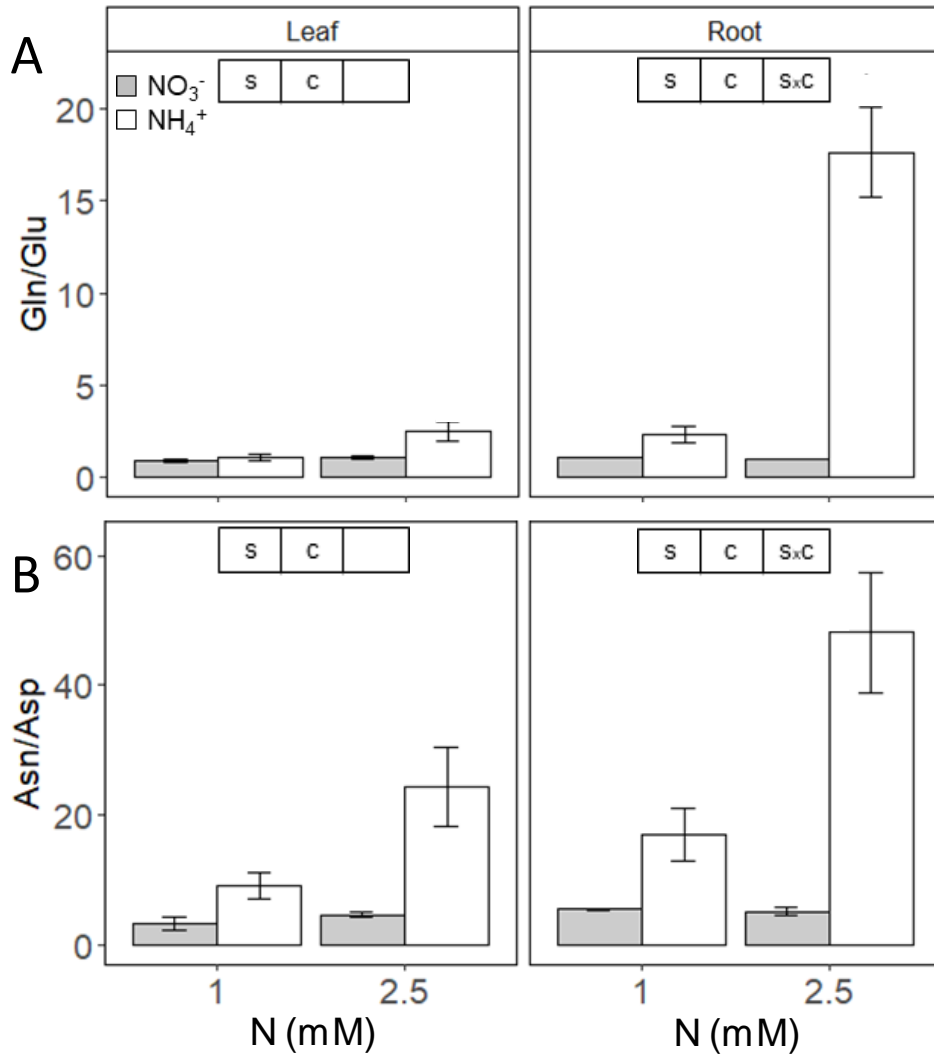 Leaf
Root
A
NO₃⁻
NH₄⁺
S C
S C SxC
Gln/Glu
20
15
10
5
0
B
S C
S C SxC
Asn/Asp
60
40
20
0
1 2.5
1 2.5
N (mM)
N (mM)